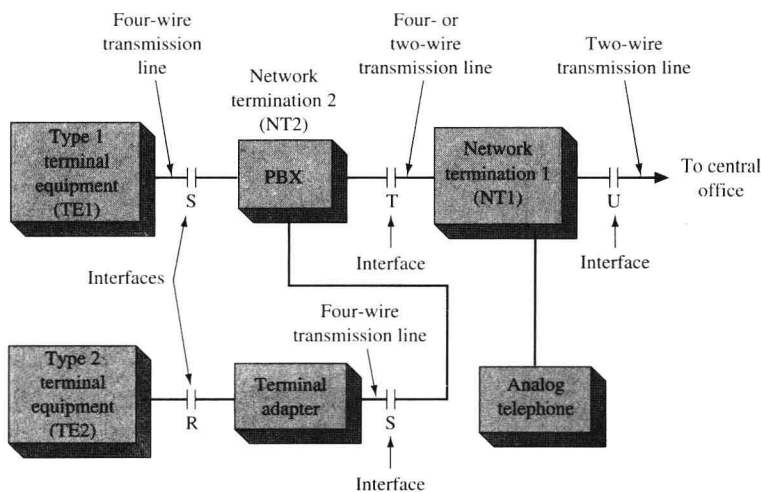 Four-wire
transmission
line
Four- or
two-wire
transmission line
Two-wire
transmission line
Network
termination 2
(NT2)
Type 1
terminal
equipment
(TE1)
S
PBX
T
Network
termination 1
(NT1)
U
To central
office
Interfaces
Interface
Interface
Four-wire
transmission line
Type 2
terminal
equipment
(TE2)
R
Terminal
adapter
S
Analog
telephone
Interface